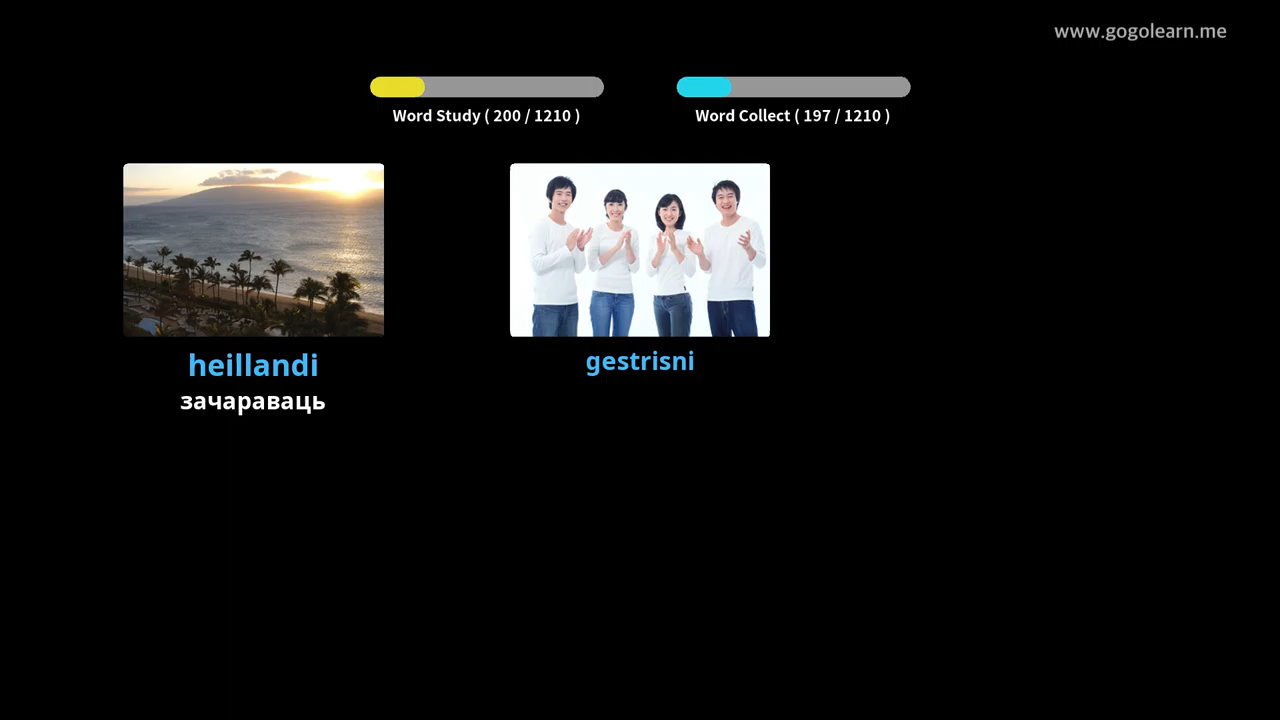 www.gogolearn.me
Word Study ( 200 / 1210 )
Word Collect ( 197 / 1210 )
heillandi
зачараваць
gestrisni